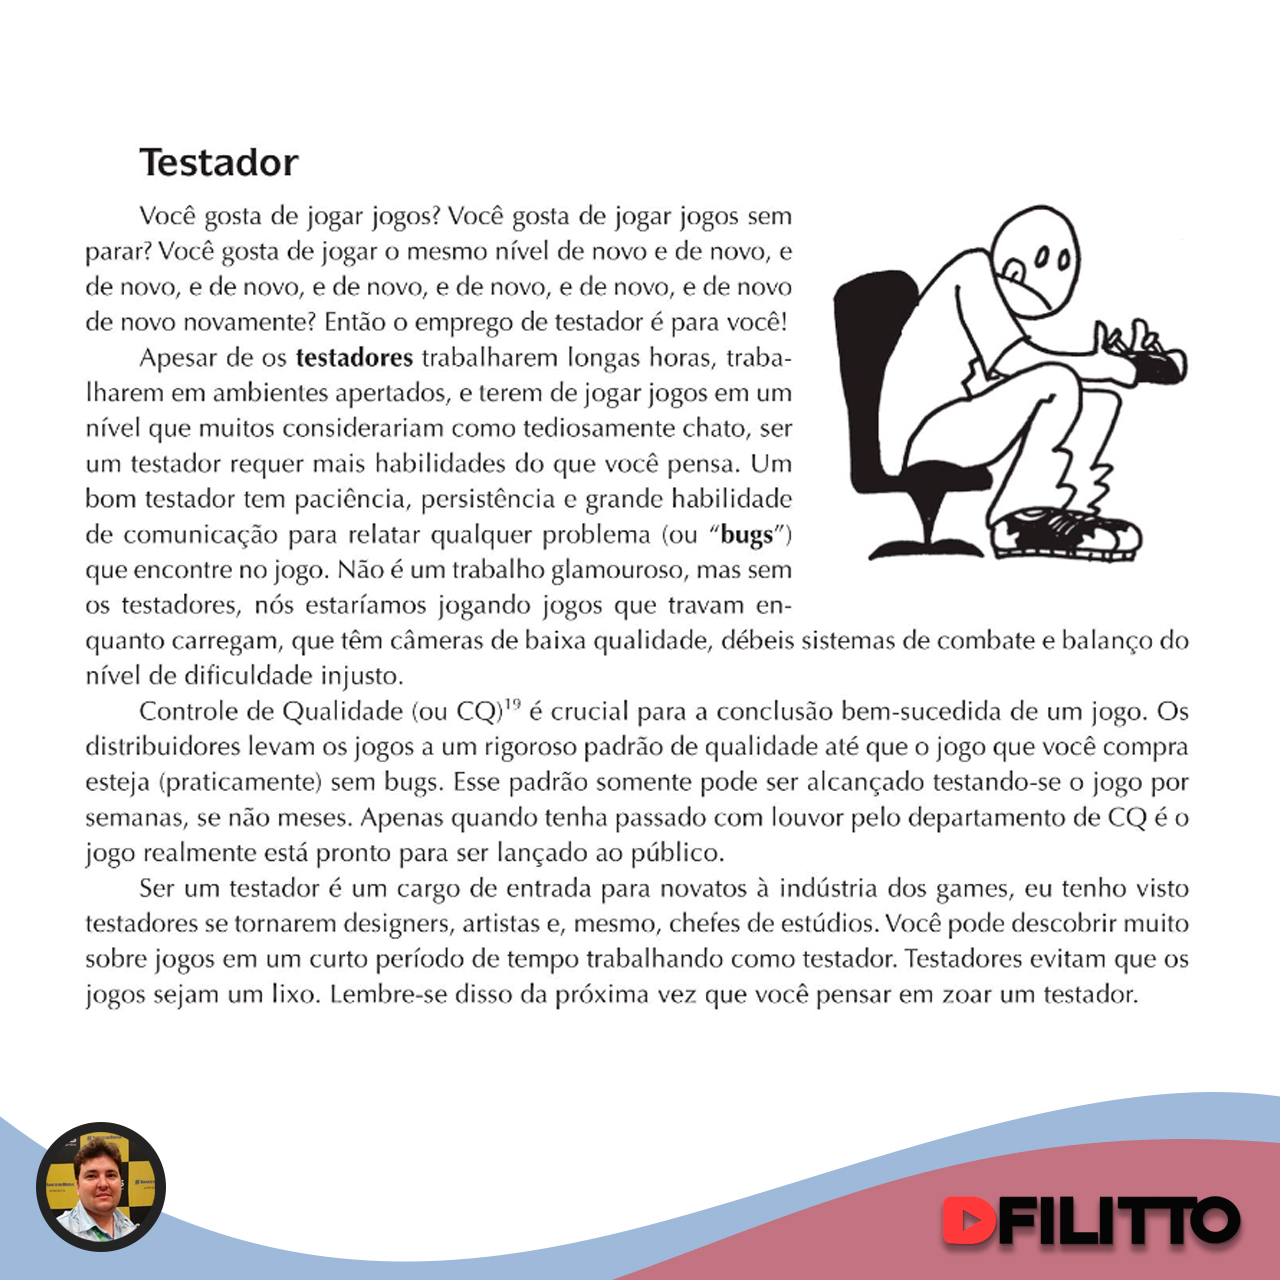 Testador
Você gosta de jogar jogos? Você gosta de jogar jogos sem
parar? Você gosta de jogar o mesmo nível de novo e de novo, e
de novo, e de novo, e de novo, e de novo, e de novo, e de novo
de novo novamente? Então o emprego de testador é para você!
Apesar de os testadores trabalharem longas horas, traba-
lharem em ambientes apertados, e terem de jogar jogos em um
nível que muitos considerariam como tediosamente chato, ser
um testador requer mais habilidades do que você pensa. Um
bom testador tem paciência, persistência e grande habilidade
de comunicação para relatar qualquer problema (ou “bugs”)
que encontre no jogo. Não é um trabalho glamouroso, mas sem
os testadores, nós estaríamos jogando jogos que travam en-
quanto carregam, que têm câmeras de baixa qualidade, débeis sistemas de combate e balanço do
nível de dificuldade injusto.
Controle de Qualidade (ou CQ)¹⁹ é crucial para a conclusão bem-sucedida de um jogo. Os
distribuidores levam os jogos a um rigoroso padrão de qualidade até que o jogo que você compra
esteja (praticamente) sem bugs. Esse padrão somente pode ser alcançado testando-se o jogo por
semanas, se não meses. Apenas quando tenha passado com louvor pelo departamento de CQ é o
jogo realmente está pronto para ser lançado ao público.
Ser um testador é um cargo de entrada para novatos à indústria dos games, eu tenho visto
testadores se tornarem designers, artistas e, mesmo, chefes de estúdios. Você pode descobrir muito
sobre jogos em um curto período de tempo trabalhando como testador. Testadores evitam que os
jogos sejam um lixo. Lembre-se disso da próxima vez que você pensar em zoar um testador.
DFILITTO